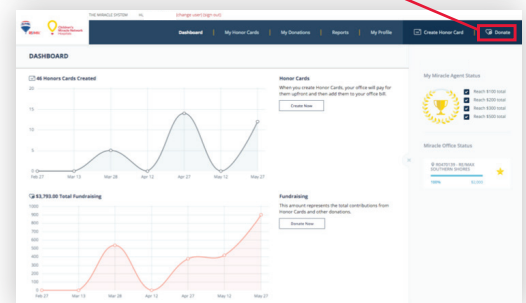 THE MIRACLE SYSTEM
(change user) (sign out)
RE/MAX
Children's
Miracle Network
Hospitals
Dashboard | My Honor Cards | My Donations | Reports | My Profile
Create Honor Card | Donate
DASHBOARD
48 Honors Cards Created
20
15
10
5
0
Feb 27 Mar 13 Mar 28 Apr 12 Apr 27 May 12 May 27
Honor Cards
When you create Honor Cards, your office will pay for
them upfront and then add them to your office bill.
Create Now
$3,793.00 Total Fundraising
1000
900
800
700
600
500
400
300
200
100
0
Feb 27 Mar 13 Mar 28 Apr 12 Apr 27 May 12 May 27
Fundraising
This amount represents the total contributions from
Honor Cards and other donations.
Donate Now
My Miracle Agent Status
Reach $100 total
Reach $200 total
Reach $300 total
Reach $500 total
Miracle Office Status
RE/MAX
SOUTHERN SHORES
100%